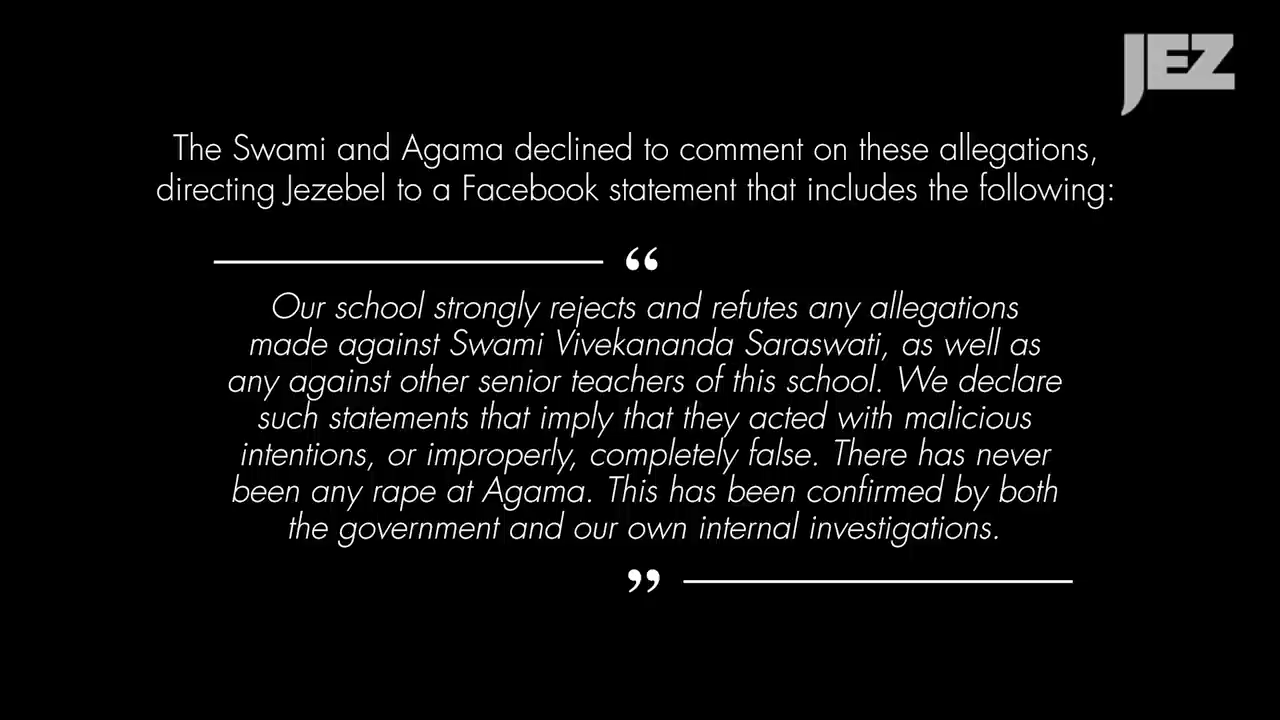 JEZ
The Swami and Agama declined to comment on these allegations,
directing Jezebel to a Facebook statement that includes the following:
“
Our school strongly rejects and refutes any allegations
made against Swami Vivekananda Saraswati, as well as
any against other senior teachers of this school. We declare
such statements that imply that they acted with malicious
intentions, or improperly, completely false. There has never
been any rape at Agama. This has been confirmed by both
the government and our own internal investigations.
”